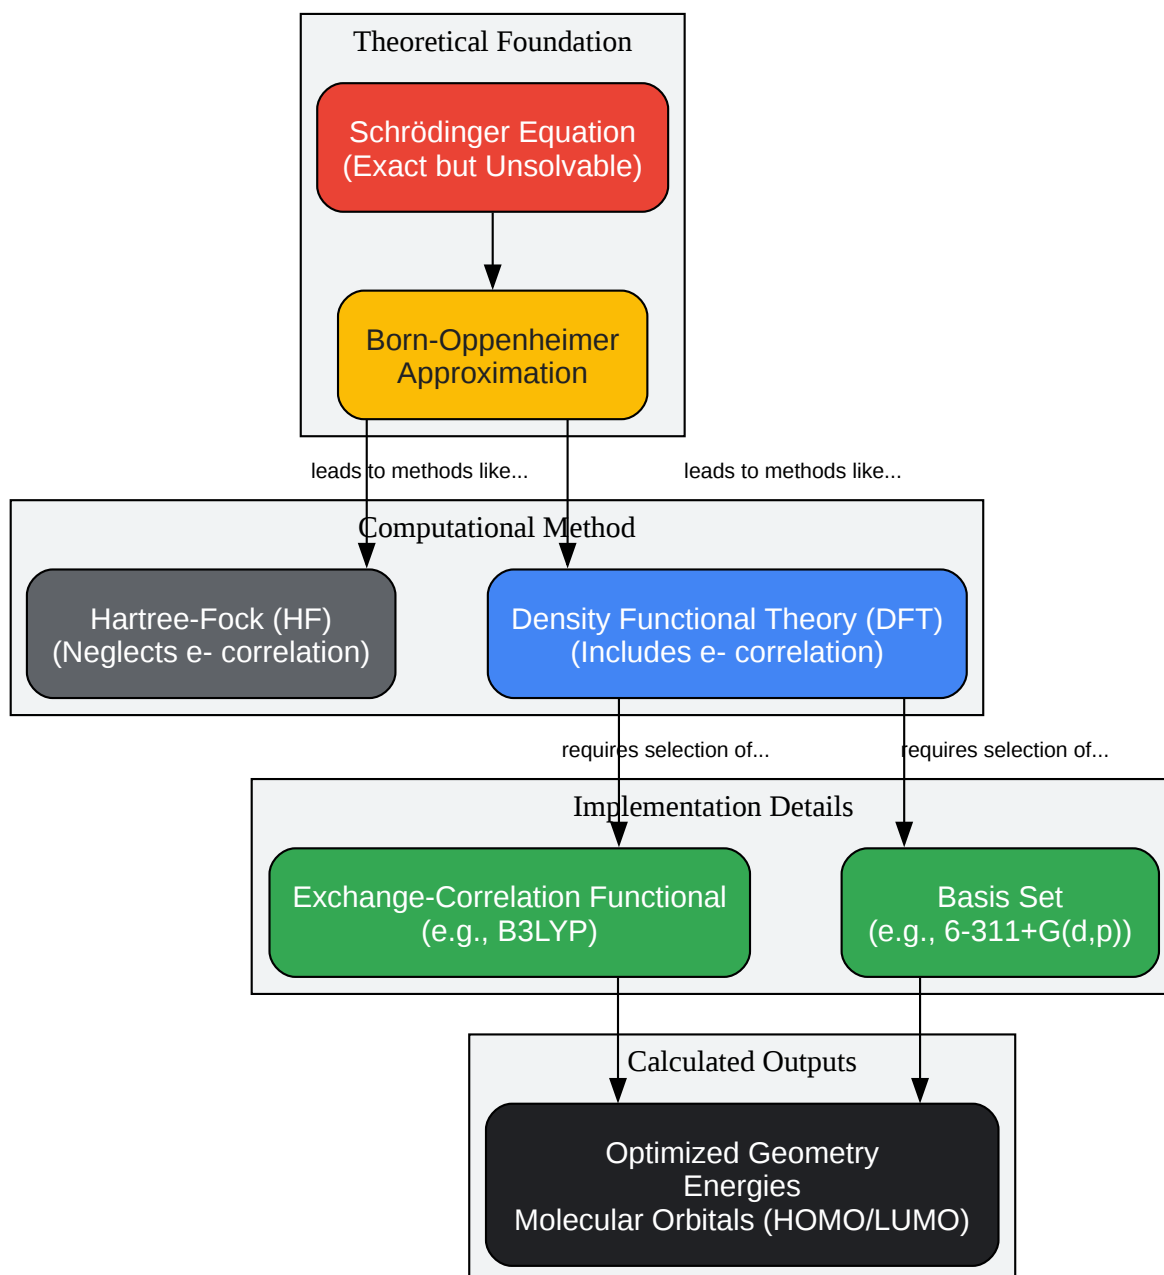 Theoretical Foundation
Schrödinger Equation
(Exact but Unsolvable)
Born-Oppenheimer
Approximation
leads to methods like...
leads to methods like...
Computational Method
Hartree-Fock (HF)
(Neglects e- correlation)
Density Functional Theory (DFT)
(Includes e- correlation)
requires selection of...
requires selection of...
Implementation Details
Exchange-Correlation Functional
(e.g., B3LYP)
Basis Set
(e.g., 6-311+G(d,p))
Calculated Outputs
Optimized Geometry
Energies
Molecular Orbitals (HOMO/LUMO)